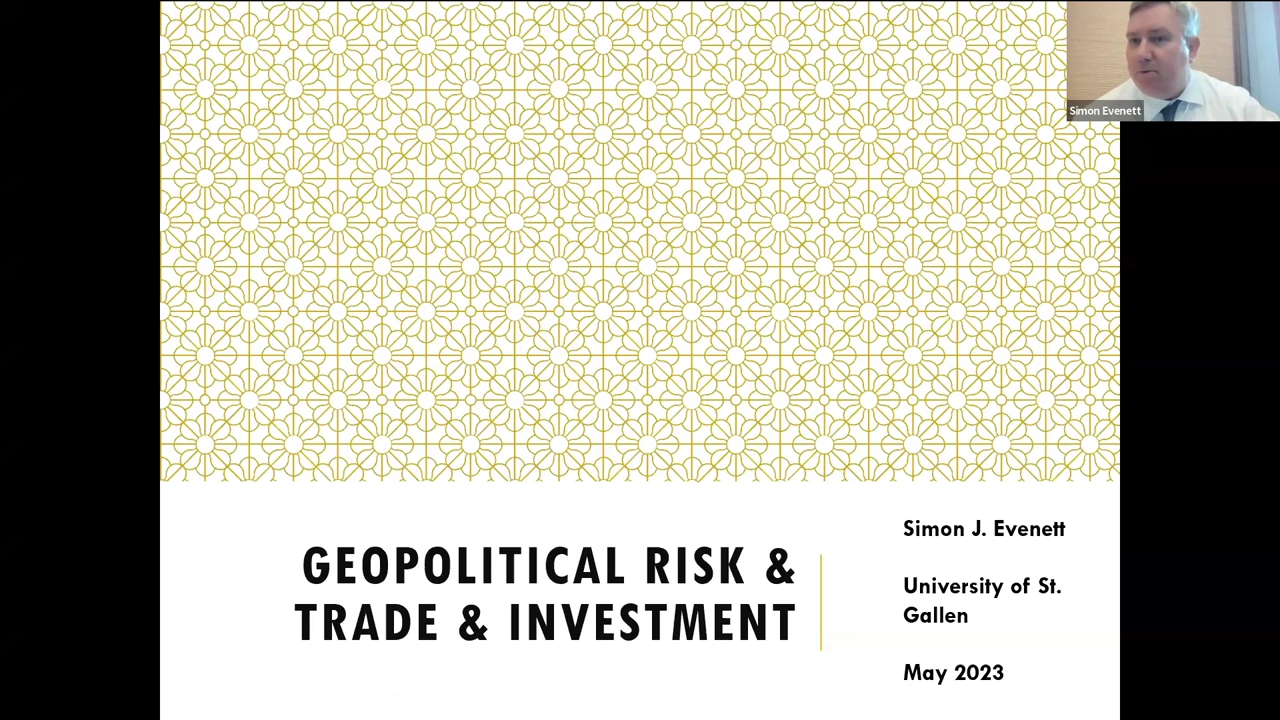 Simon Evenett
GEOPOLITICAL RISK &
TRADE & INVESTMENT
Simon J. Evenett
University of St.
Gallen
May 2023